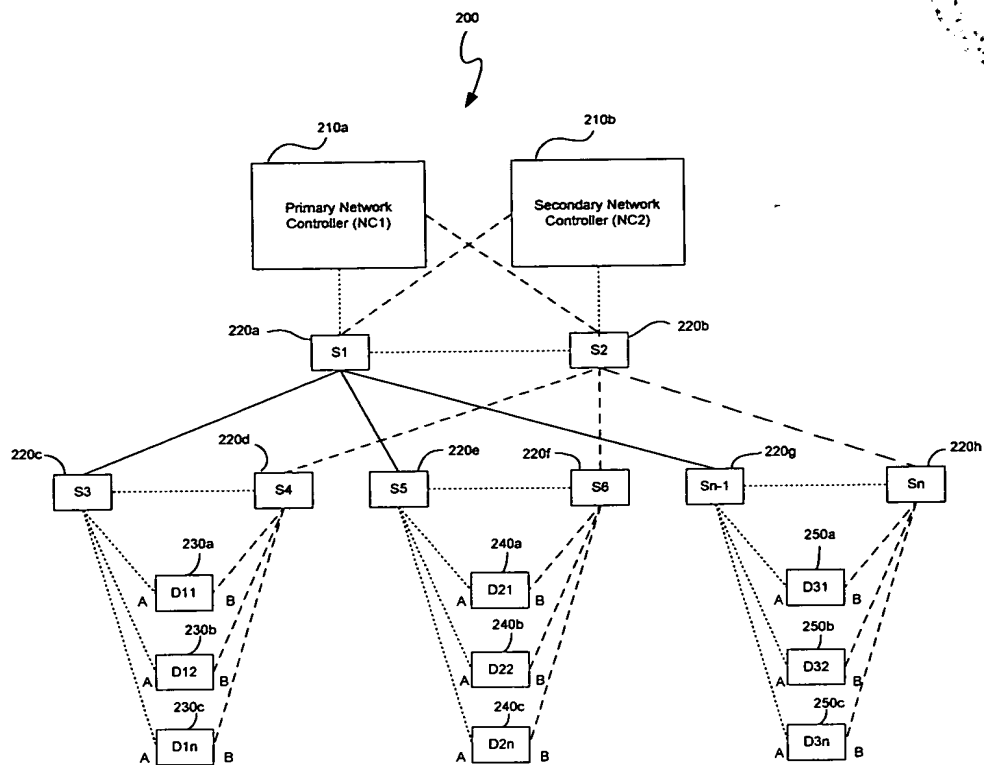 200
210a
210b
Primary Network
Controller (NC1)
Secondary Network
Controller (NC2)
220a
220b
S1
S2
220c
220d
220e
220f
220g
220h
S3
S4
S5
S6
Sn-1
Sn
230a
240a
250a
D11
D21
D31
A B A B A B
230b
240b
250b
D12
D22
D32
A B A B A B
230c
240c
250c
D1n
D2n
D3n
A B A B A B